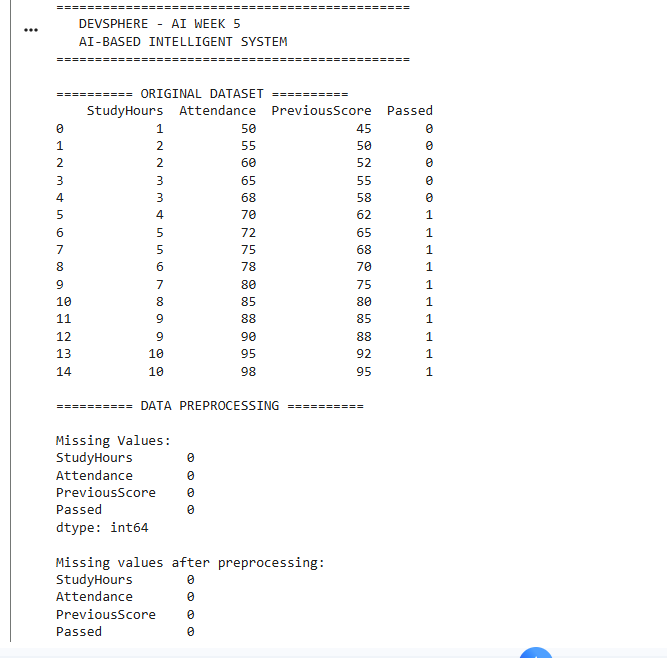 ==============================================
DEVSPHERE - AI WEEK 5
AI-BASED INTELLIGENT SYSTEM
==============================================
========== ORIGINAL DATASET ==========
StudyHours Attendance PreviousScore Passed
0 1 50 45 0
1 2 55 50 0
2 2 60 52 0
3 3 65 55 0
4 3 68 58 0
5 4 70 62 1
6 5 72 65 1
7 5 75 68 1
8 6 78 70 1
9 7 80 75 1
10 8 85 80 1
11 9 88 85 1
12 9 90 88 1
13 10 95 92 1
14 10 98 95 1
========== DATA PREPROCESSING ==========
Missing Values:
StudyHours 0
Attendance 0
PreviousScore 0
Passed 0
dtype: int64
Missing values after preprocessing:
StudyHours 0
Attendance 0
PreviousScore 0
Passed 0